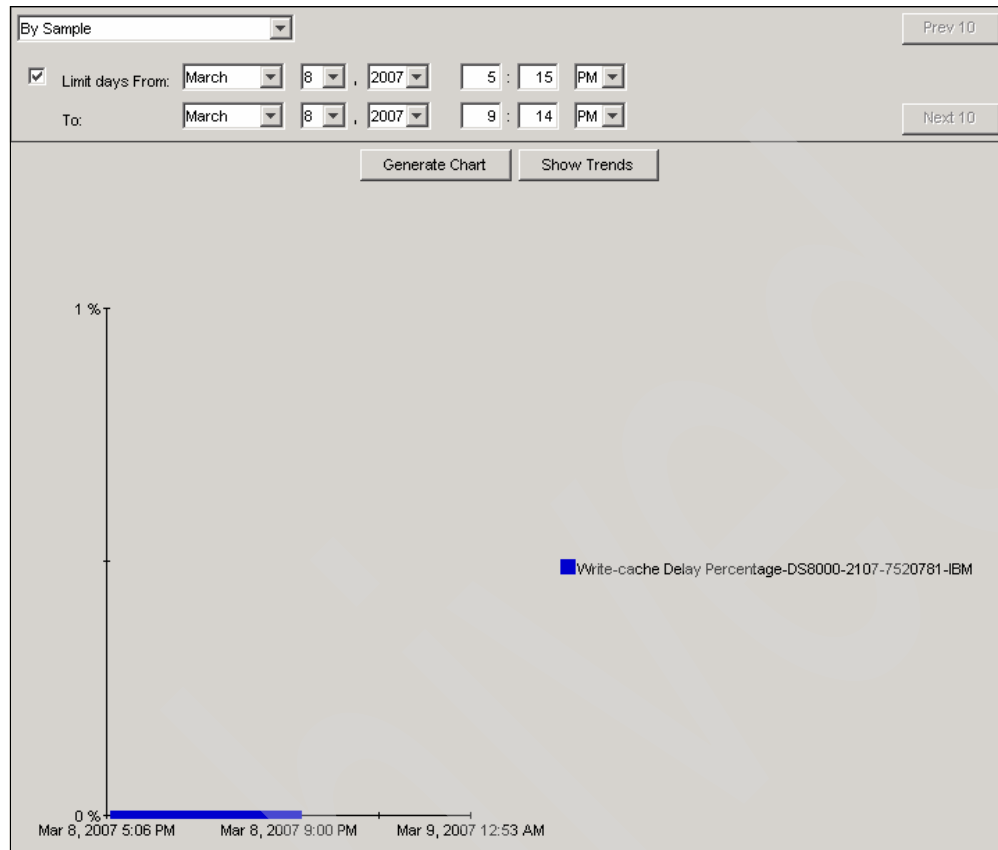 By Sample
Prev 10
Limit days From: March 8 , 2007 5 : 15 PM
To: March 8 , 2007 9 : 14 PM
Next 10
Generate Chart Show Trends
1 %
Write-cache Delay Percentage-DS8000-2107-7520781-IBM
0 %
Mar 8, 2007 5:06 PM Mar 8, 2007 9:00 PM Mar 9, 2007 12:53 AM